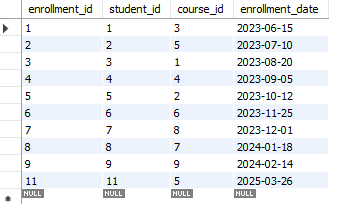 enrollment_id student_id course_id enrollment_date
1 1 3 2023-06-15
2 2 5 2023-07-10
3 3 1 2023-08-20
4 4 4 2023-09-05
5 5 2 2023-10-12
6 6 6 2023-11-25
7 7 8 2023-12-01
8 8 7 2024-01-18
9 9 9 2024-02-14
11 11 5 2025-03-26
NULL NULL NULL NULL